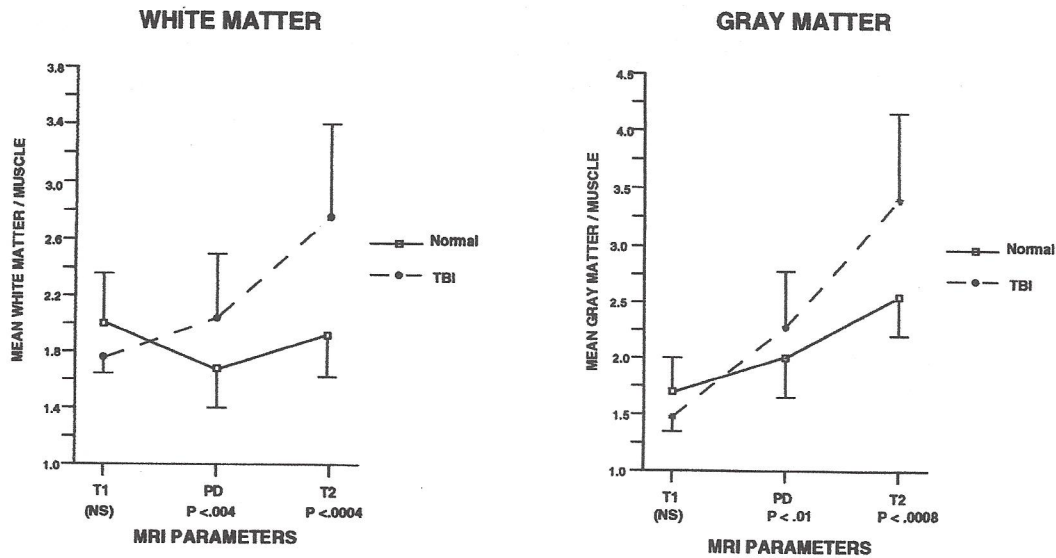 WHITE MATTER
MEAN WHITE MATTER / MUSCLE
3.8
3.4
3.0
2.6
2.2
1.8
1.4
1.0
T1
(NS)
PD
P <.004
T2
P <.0004
MRI PARAMETERS
Normal
TBI
GRAY MATTER
MEAN GRAY MATTER / MUSCLE
4.5
4.0
3.5
3.0
2.5
2.0
1.5
1.0
T1
(NS)
PD
P < .01
T2
P <.0008
MRI PARAMETERS
Normal
TBI